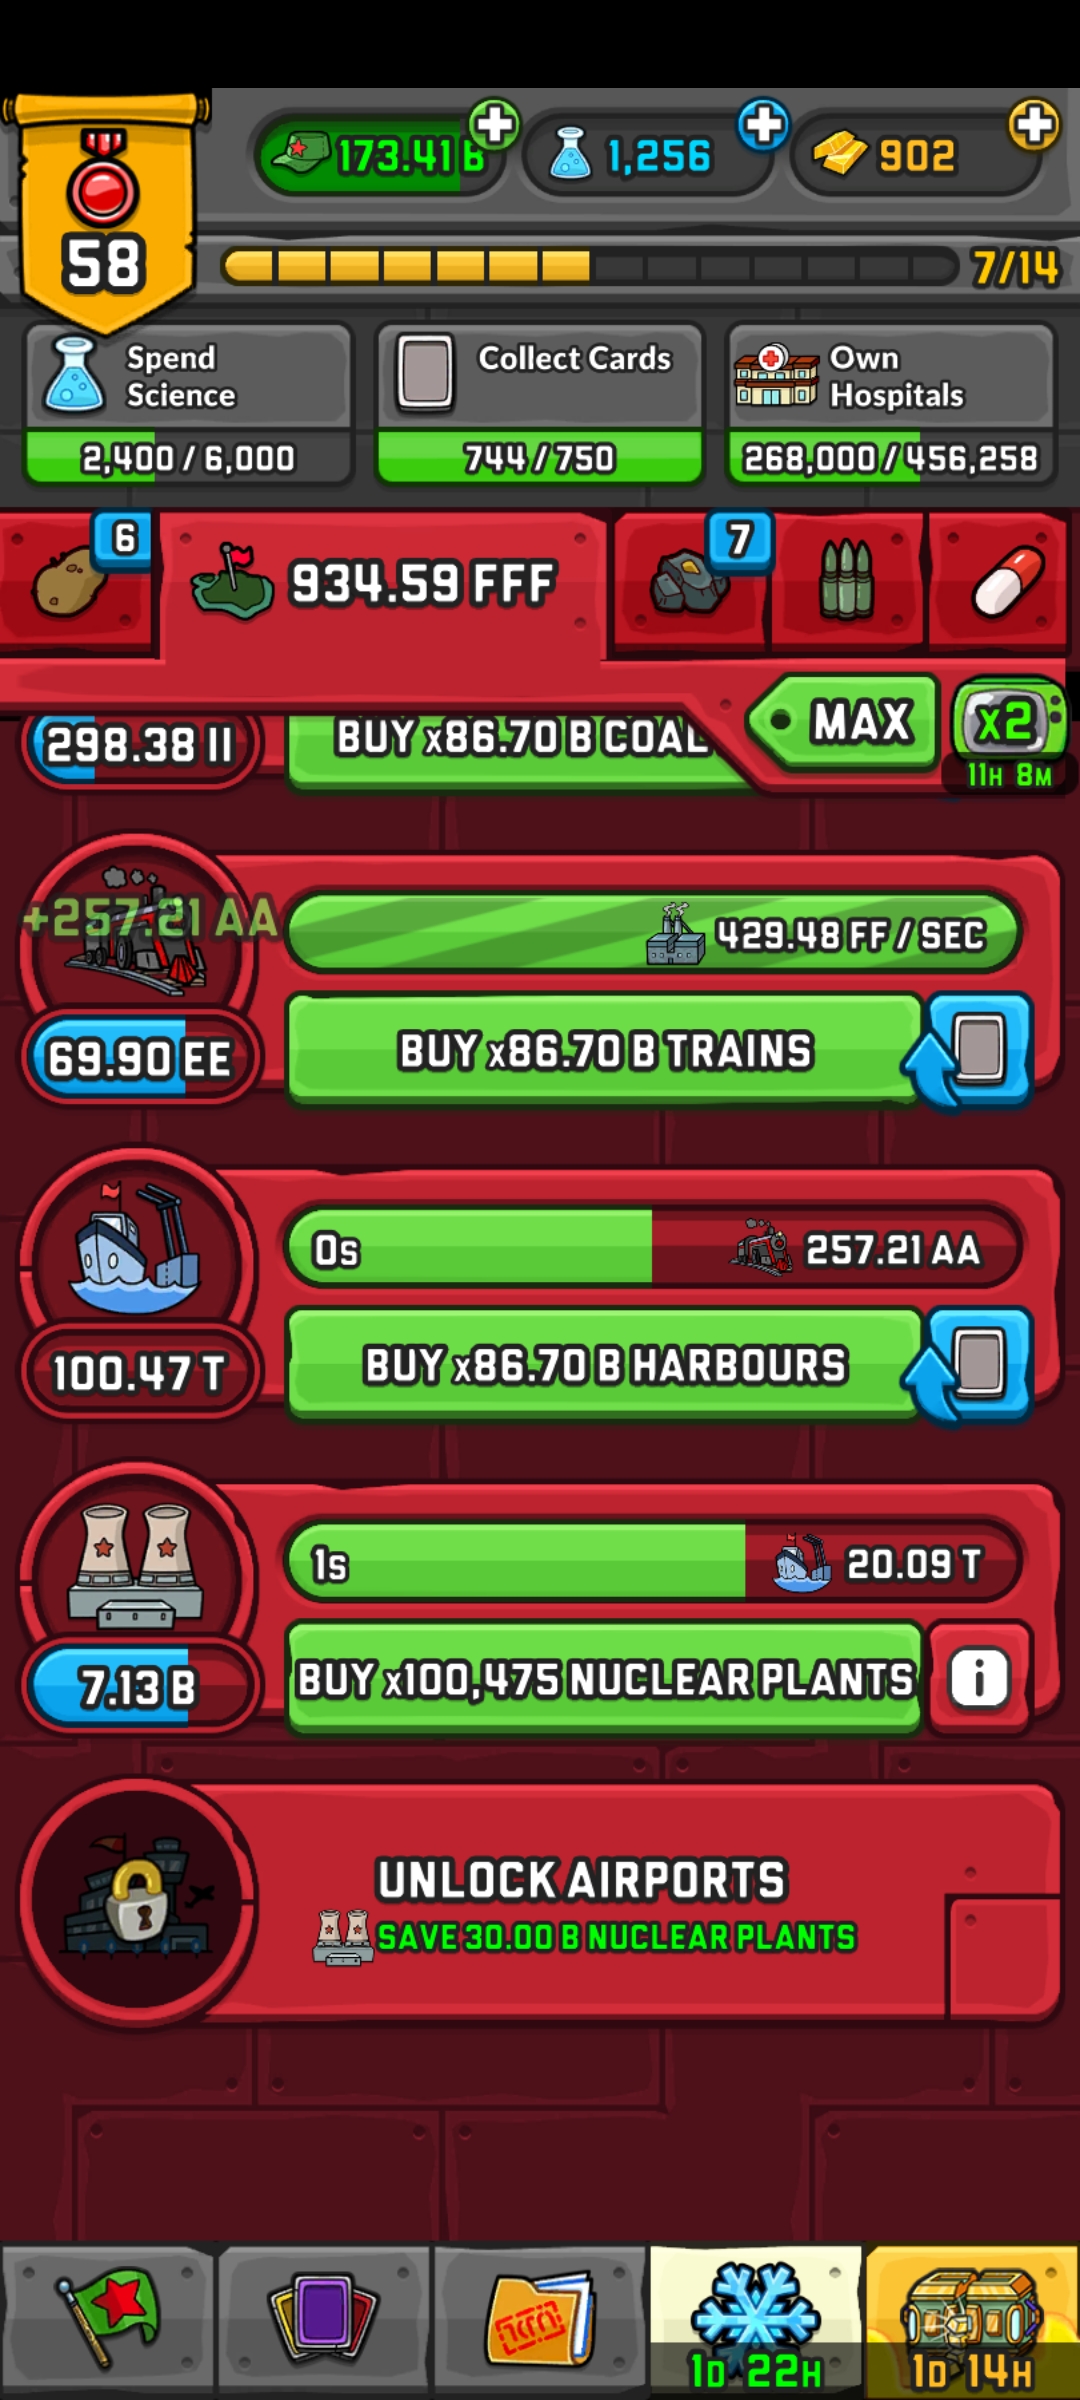 173.41 B
1,256
902
58
7/14
Spend
Science
2,400 / 6,000
Collect Cards
744 / 750
Own
Hospitals
268,000 / 456,258
6
934.59 FFF
7
MAX
x2
11H 8M
298.38 II
BUY x86.70 B COAL
+257.21 AA
429.48 FF / SEC
69.90 EE
BUY x86.70 B TRAINS
0s
257.21 AA
100.47 T
BUY x86.70 B HARBOURS
1s
20.09 T
7.13 B
BUY x100,475 NUCLEAR PLANTS
i
UNLOCK AIRPORTS
SAVE 30.00 B NUCLEAR PLANTS
1D 22H
1D 14H